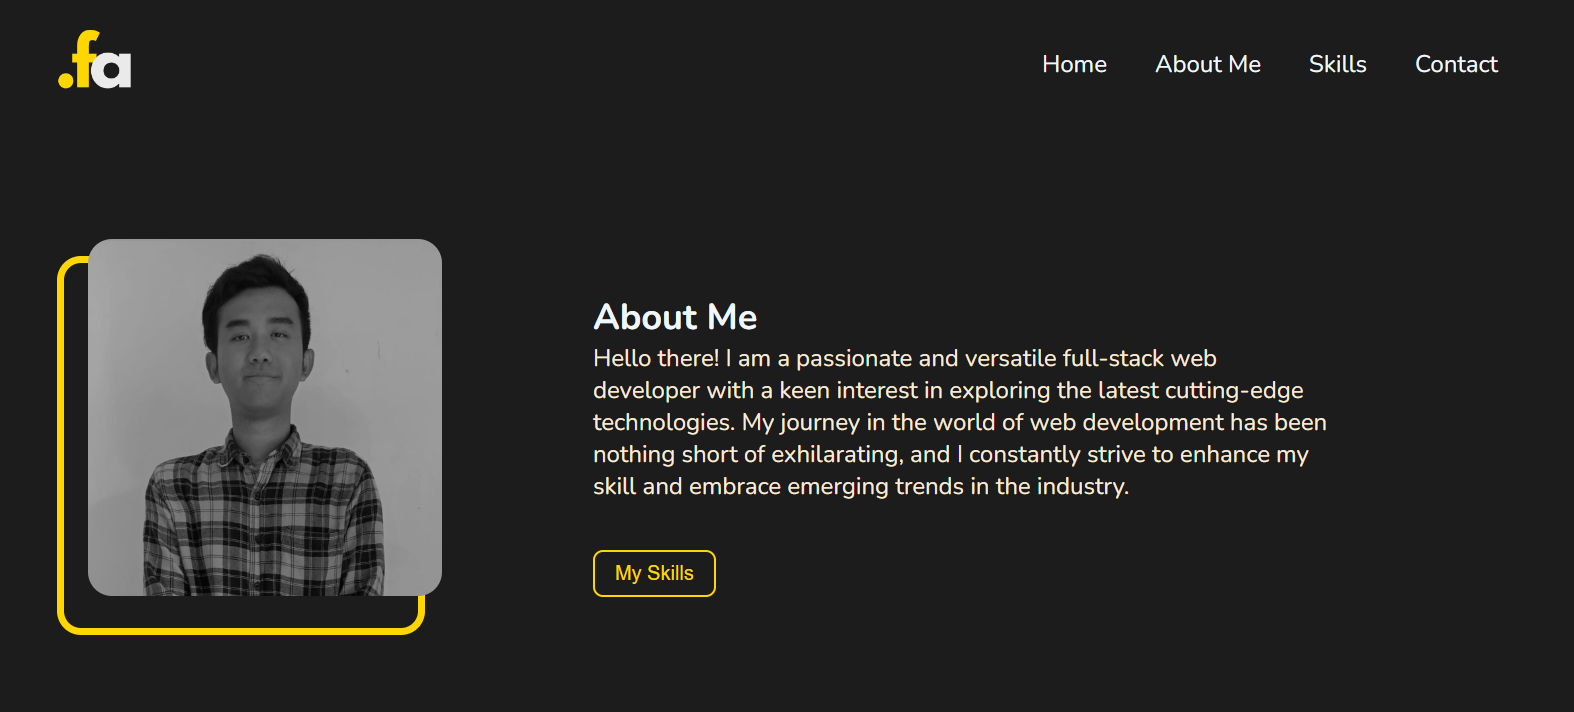 .fa
Home About Me Skills Contact
About Me
Hello there! I am a passionate and versatile full-stack web
developer with a keen interest in exploring the latest cutting-edge
technologies. My journey in the world of web development has been
nothing short of exhilarating, and I constantly strive to enhance my
skill and embrace emerging trends in the industry.
My Skills